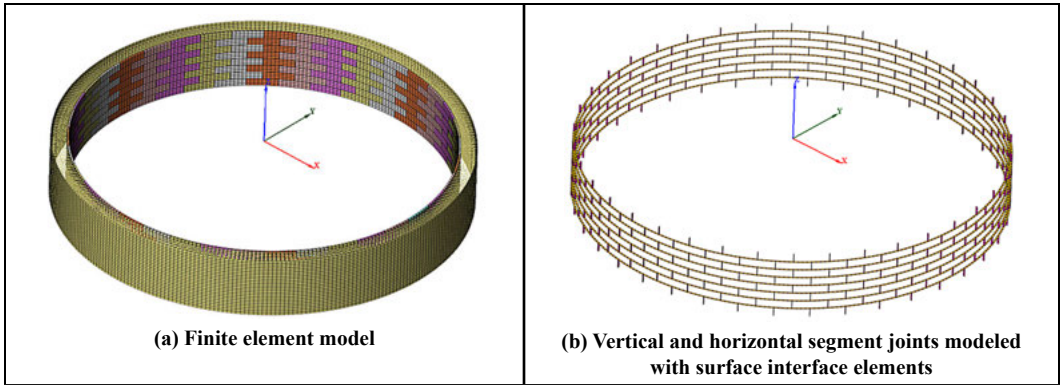 Y
X
(a) Finite element model
Z
Y
X
(b) Vertical and horizontal segment joints modeled
with surface interface elements